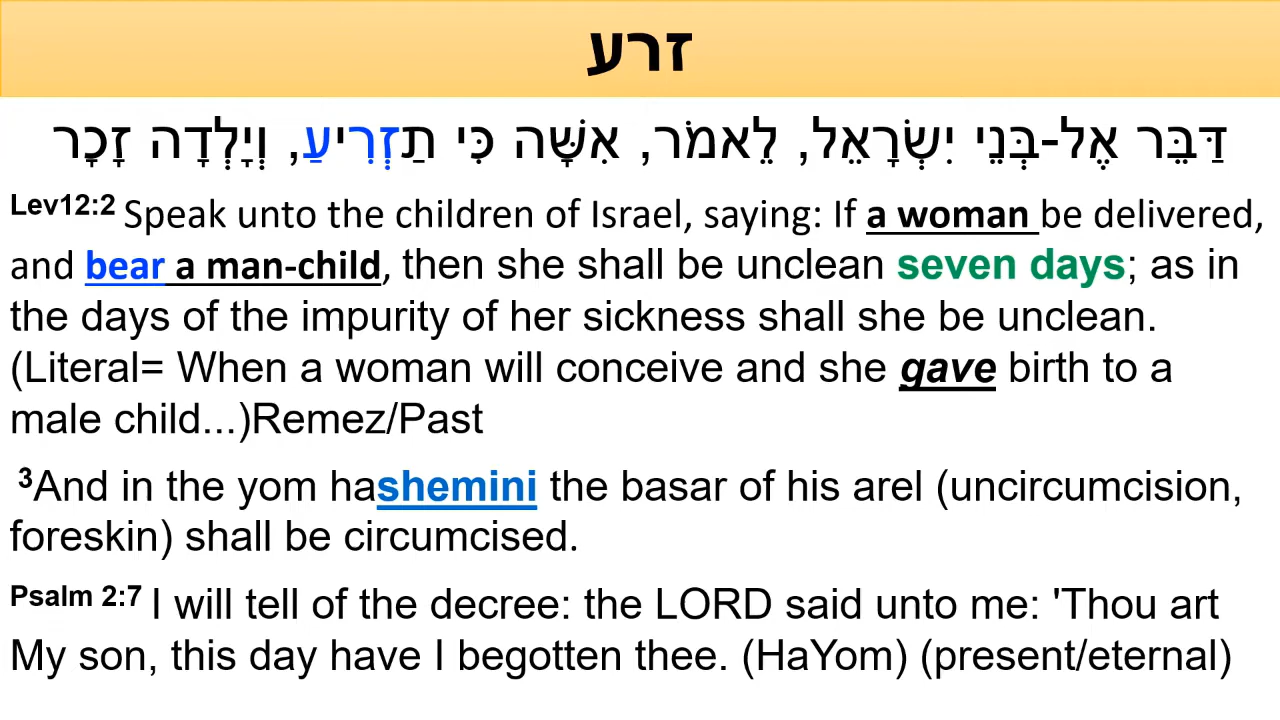 זרע
דַּבֵּר אֶל-בְּנֵי יִשְׂרָאֵל, לֵאמֹר, אִשָּׁה כִּי תַזְרִיעַ, וְיָלְדָה זָכָר
Lev12:2 Speak unto the children of Israel, saying: If a woman be delivered,
and bear a man-child, then she shall be unclean seven days; as in
the days of the impurity of her sickness shall she be unclean.
(Literal= When a woman will conceive and she gave birth to a
male child...)Remez/Past
3And in the yom hashemini the basar of his arel (uncircumcision,
foreskin) shall be circumcised.
Psalm 2:7 I will tell of the decree: the LORD said unto me: 'Thou art
My son, this day have I begotten thee. (HaYom) (present/eternal)